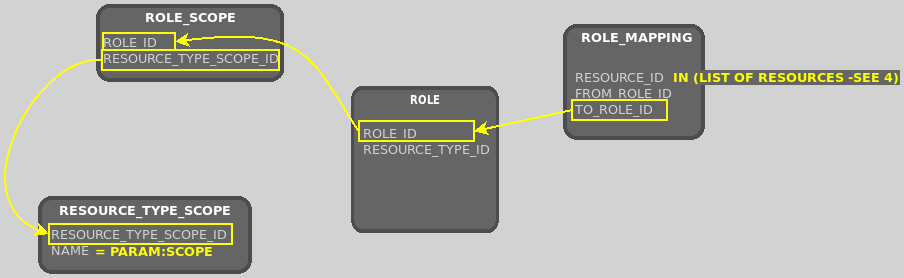 ROLE_SCOPE
ROLE_ID
RESOURCE_TYPE_SCOPE_ID
ROLE_MAPPING
RESOURCE_ID IN (LIST OF RESOURCES -SEE 4)
FROM_ROLE_ID
TO_ROLE_ID
ROLE
ROLE_ID
RESOURCE_TYPE_ID
RESOURCE_TYPE_SCOPE
RESOURCE_TYPE_SCOPE_ID
NAME = PARAM:SCOPE